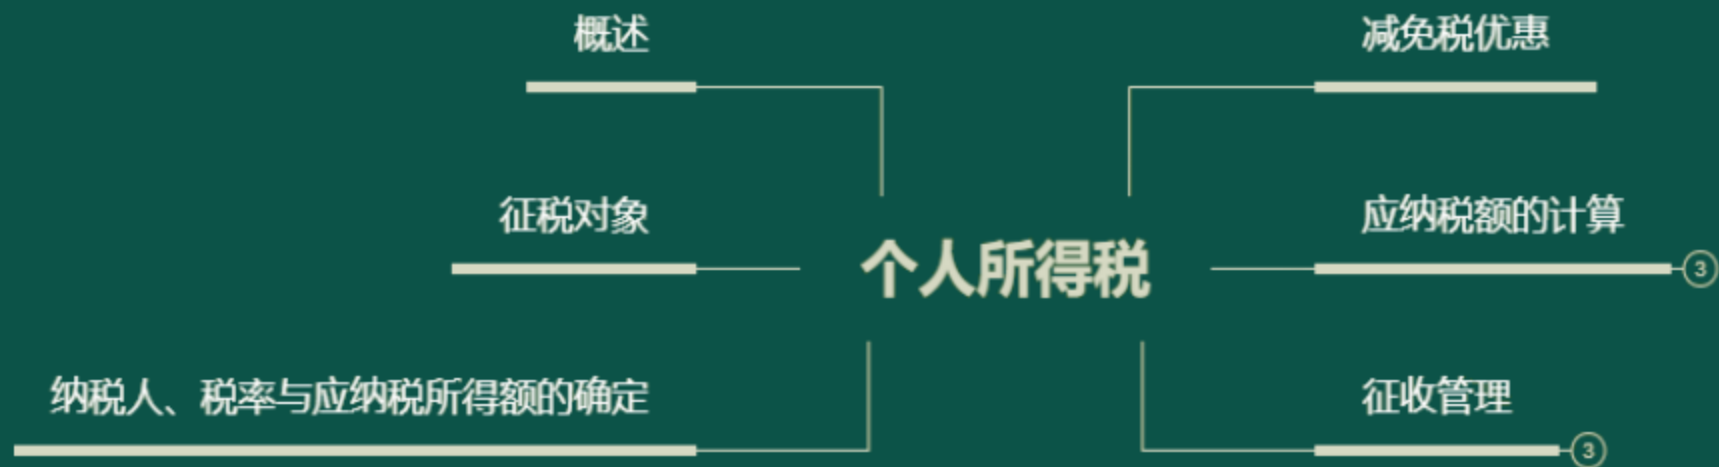 概述
减免税优惠
征税对象
应纳税额的计算
3
个人所得税
纳税人、税率与应纳税所得额的确定
征收管理
3